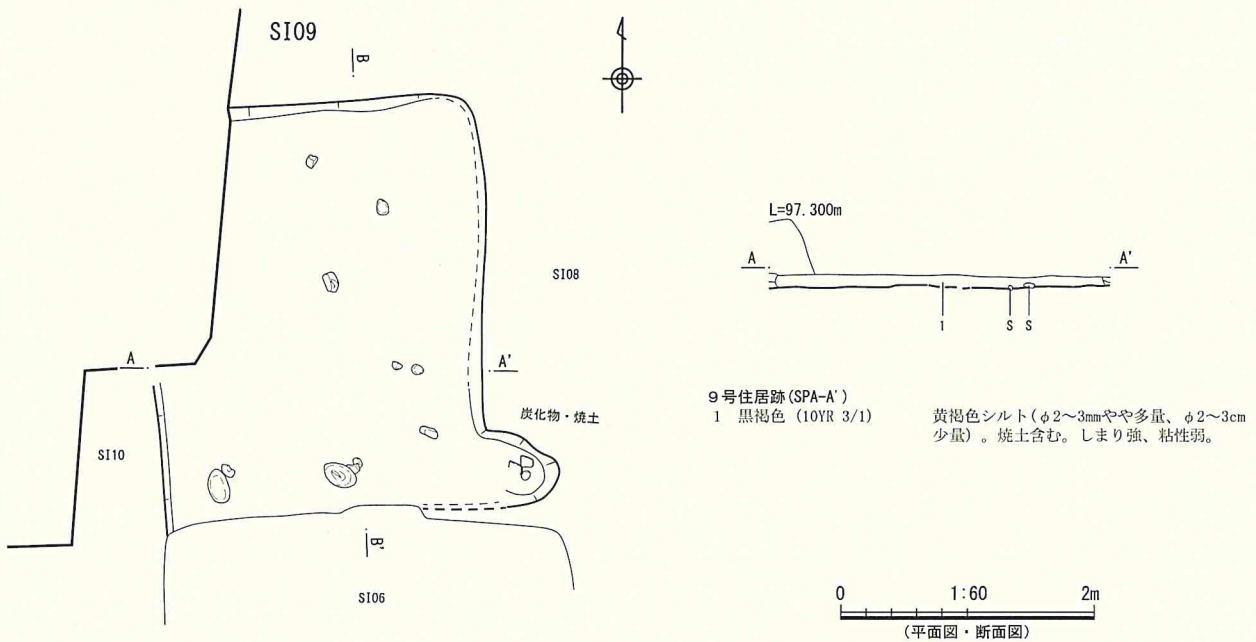 SI09
B
SI08
A
A'
炭化物・焼土
SI10
B'
SI06
L=97.300m
A
A'
1
S
S
9号住居跡(SPA-A')
1 黒褐色 (10YR 3/1)
黄褐色シルト(φ2～3mmやや多量、φ2～3cm
少量)。焼土含む。しまり強、粘性弱。
0
1:60
2m
(平面図・断面図)